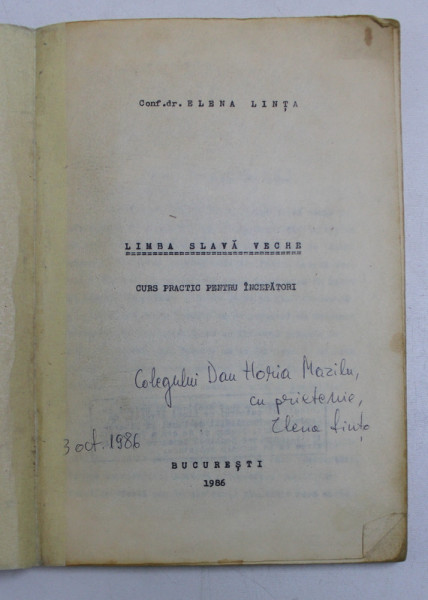 Conf.dr. ELENA LINȚA
LIMBA SLAVĂ VECHE
CURS PRACTIC PENTRU ÎNCEPĂTORI
Colegului Dan Horia Mazilu,
cu prietenie,
Elena Lința
3 oct. 1986
BUCUREȘTI
1986